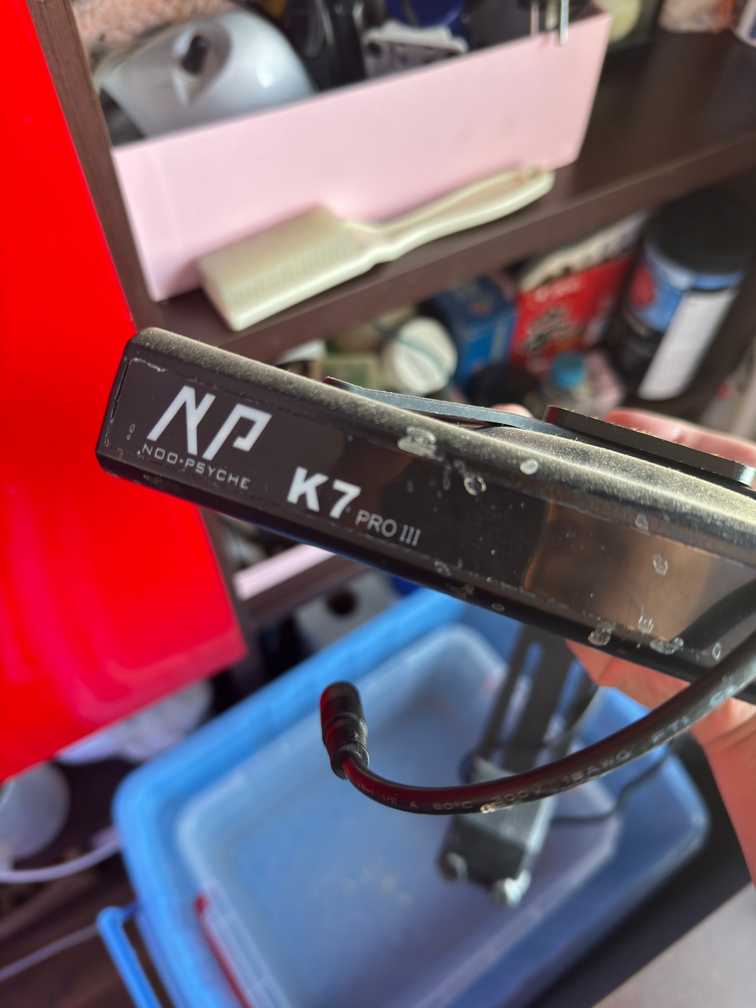 NP
NOO-PSYCHE
K7
PRO III